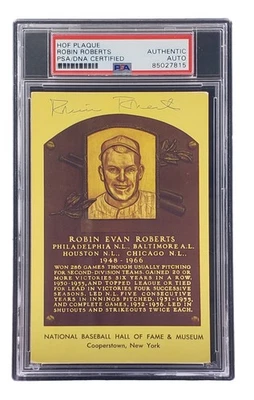 HOF PLAQUE
ROBIN ROBERTS
PSA/DNA CERTIFIED
AUTHENTIC
AUTO
85027815
PSA
Robin Roberts
ROBIN EVAN ROBERTS
PHILADELPHIA N.L., BALTIMORE A.L.
HOUSTON N.L., CHICAGO N.L.,
1948 - 1966
WON 286 GAMES THOUGH USUALLY PITCHING
FOR SECOND-DIVISION TEAMS. GAINED 20 OR
MORE VICTORIES SIX YEARS IN A ROW,
1950-1955, AND TOPPED LEAGUE OR TIED
FOR LEAD IN VICTORIES FOUR SUCCESSIVE
SEASONS. LED N.L. FIVE CONSECUTIVE
YEARS IN INNINGS PITCHED, 1951-1955,
AND COMPLETE GAMES, 1952-1956. LED IN
SHUTOUTS AND STRIKEOUTS TWICE EACH.
NATIONAL BASEBALL HALL OF FAME & MUSEUM
Cooperstown, New York